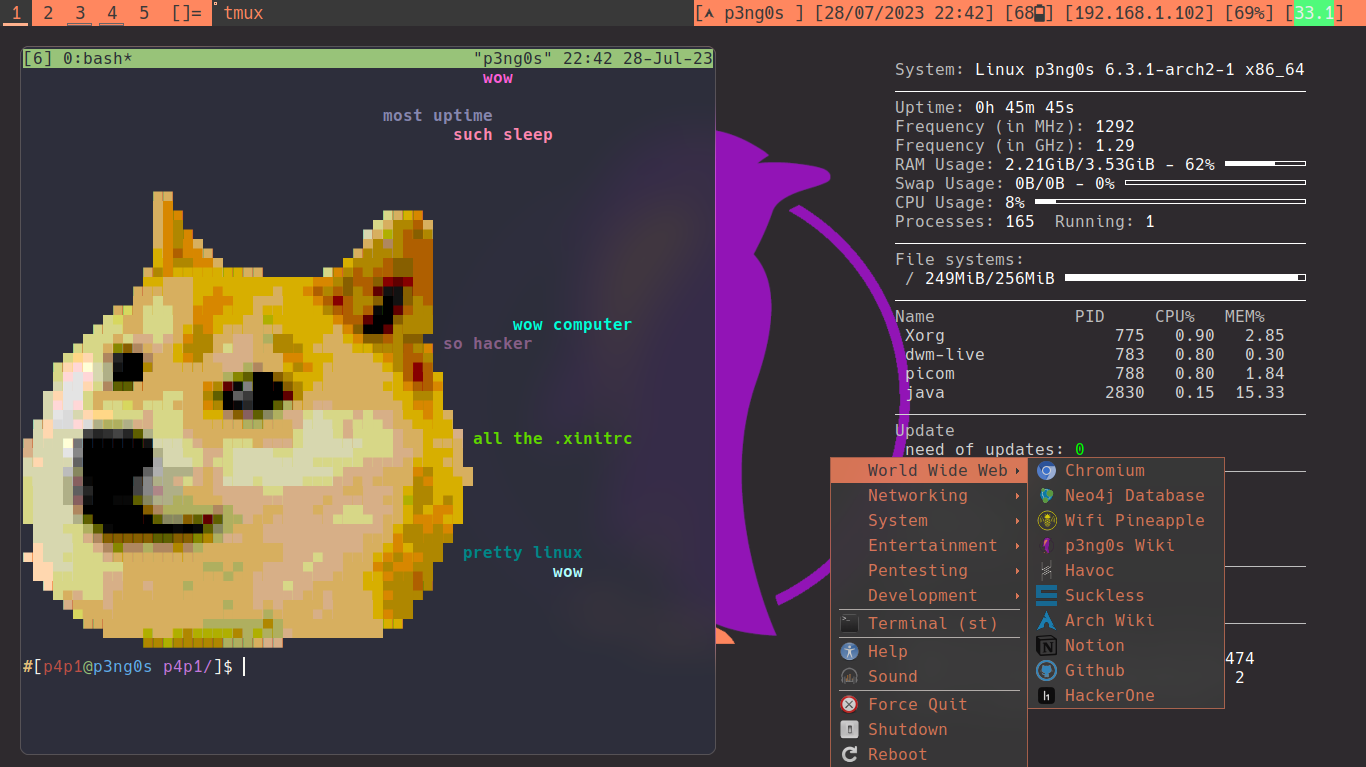 1 2 3 4 5 []= tmux
[ p3ng0s ] [28/07/2023 22:42] [68] [192.168.1.102] [69%] [33.1]
[6] 0:bash* "p3ng0s" 22:42 28-Jul-23
wow
most uptime
such sleep
wow computer
so hacker
all the .xinitrc
pretty linux
wow
#[p4p1@p3ng0s p4p1/]$
System: Linux p3ng0s 6.3.1-arch2-1 x86_64
Uptime: 0h 45m 45s
Frequency (in MHz): 1292
Frequency (in GHz): 1.29
RAM Usage: 2.21GiB/3.53GiB - 62%
Swap Usage: 0B/0B - 0%
CPU Usage: 8%
Processes: 165 Running: 1
File systems:
/ 249MiB/256MiB
Name PID CPU% MEM%
Xorg 775 0.90 2.85
dwm-live 783 0.80 0.30
picom 788 0.80 1.84
java 2830 0.15 15.33
Update
need of updates: 0
474
2
World Wide Web
Networking
System
Entertainment
Pentesting
Development
Terminal (st)
Help
Sound
Force Quit
Shutdown
Reboot
Chromium
Neo4j Database
Wifi Pineapple
p3ng0s Wiki
Havoc
Suckless
Arch Wiki
Notion
Github
HackerOne